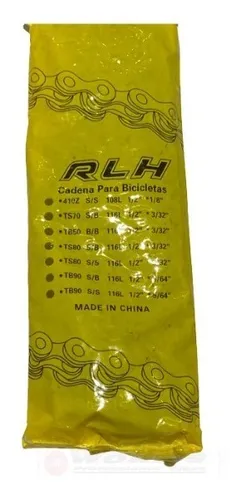 RLH
Cadena Para Bicicletas
*410Z S/S 108L 1/2" *1/8"
*TS70 S/B 116L 1/2" * 3/32"
*TB50 B/B 116L 1/2" * 3/32"
*TS80 S/B 116L 1/2" 3/32"
*TS80 S/S 116L 1/2" 3/32"
*TB90 S/B 116L 1/2" /64"
*TB90 S/S 116L 1/2" /64"
MADE IN CHINA